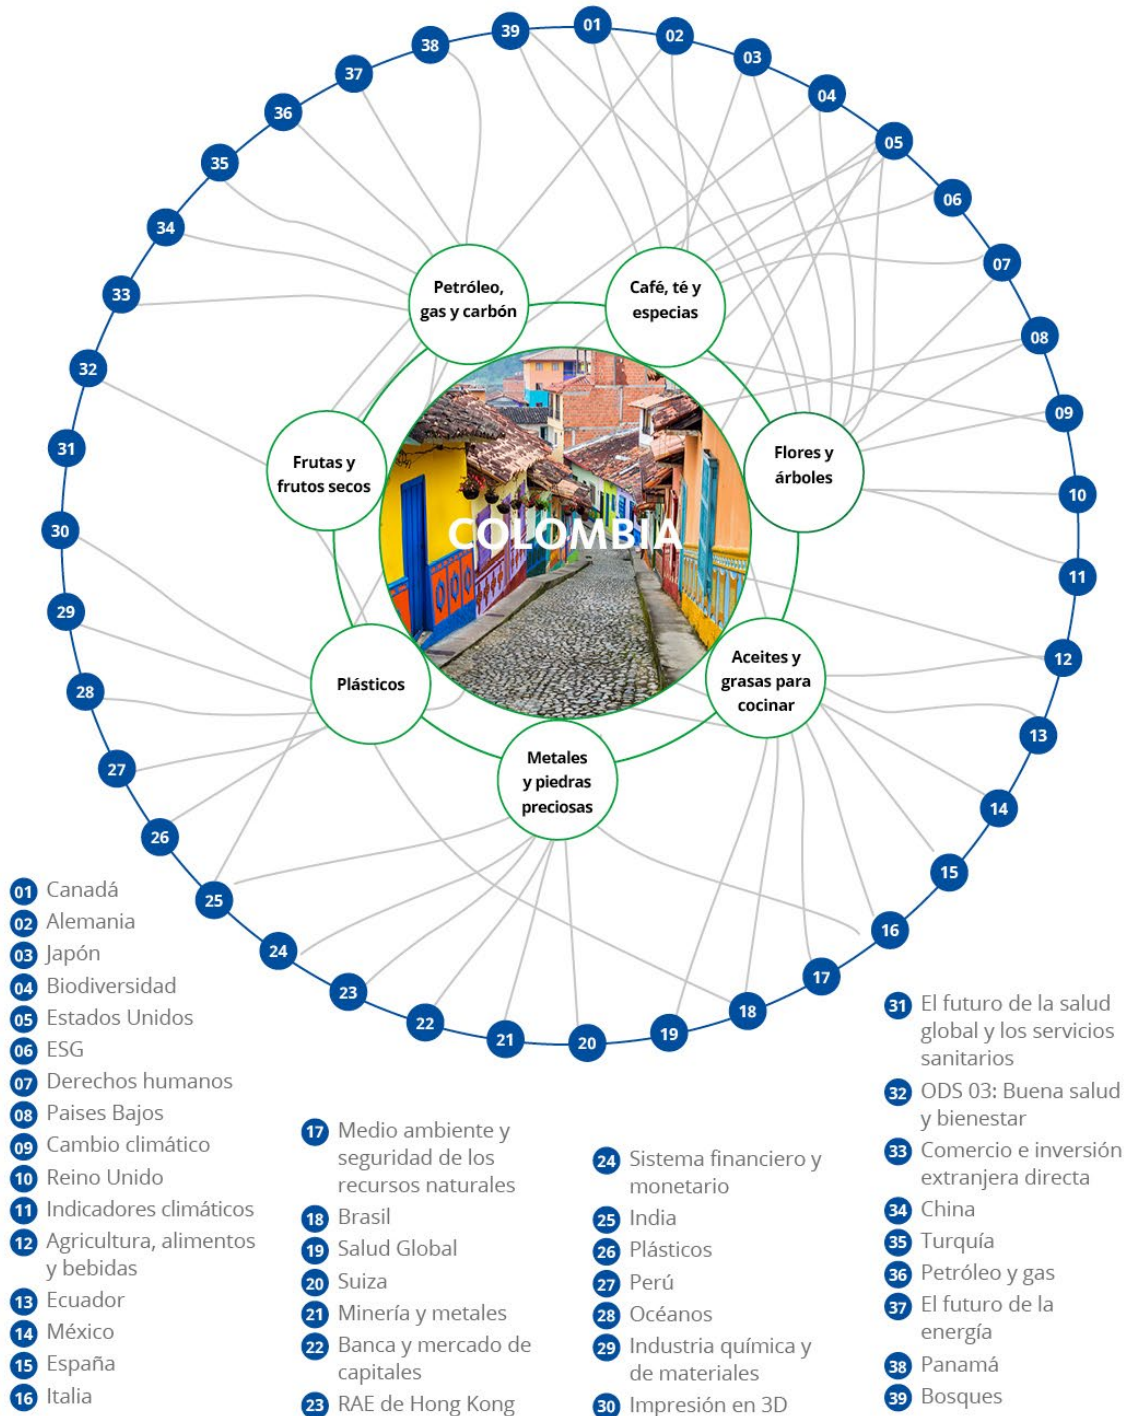 39
01
02
38
03
37
04
36
05
35
06
34
07
33
08
32
09
31
10
30
11
29
12
28
13
27
14
26
15
25
16
24
17
23
18
22
19
21
20
Petróleo,
gas y carbón
Café, té y
especias
Frutas y
frutos secos
Flores y
árboles
COLOMBIA
Plásticos
Aceites y
grasas para
cocinar
Metales
y piedras
preciosas
01 Canadá
02 Alemania
03 Japón
04 Biodiversidad
05 Estados Unidos
06 ESG
07 Derechos humanos
08 Paises Bajos
09 Cambio climático
10 Reino Unido
11 Indicadores climáticos
12 Agricultura, alimentos
y bebidas
13 Ecuador
14 México
15 España
16 Italia
17 Medio ambiente y
seguridad de los
recursos naturales
18 Brasil
19 Salud Global
20 Suiza
21 Minería y metales
22 Banca y mercado de
capitales
23 RAE de Hong Kong
24 Sistema financiero y
monetario
25 India
26 Plásticos
27 Perú
28 Océanos
29 Industria química y
de materiales
30 Impresión en 3D
31 El futuro de la salud
global y los servicios
sanitarios
32 ODS 03: Buena salud
y bienestar
33 Comercio e inversión
extranjera directa
34 China
35 Turquía
36 Petróleo y gas
37 El futuro de la
energía
38 Panamá
39 Bosques